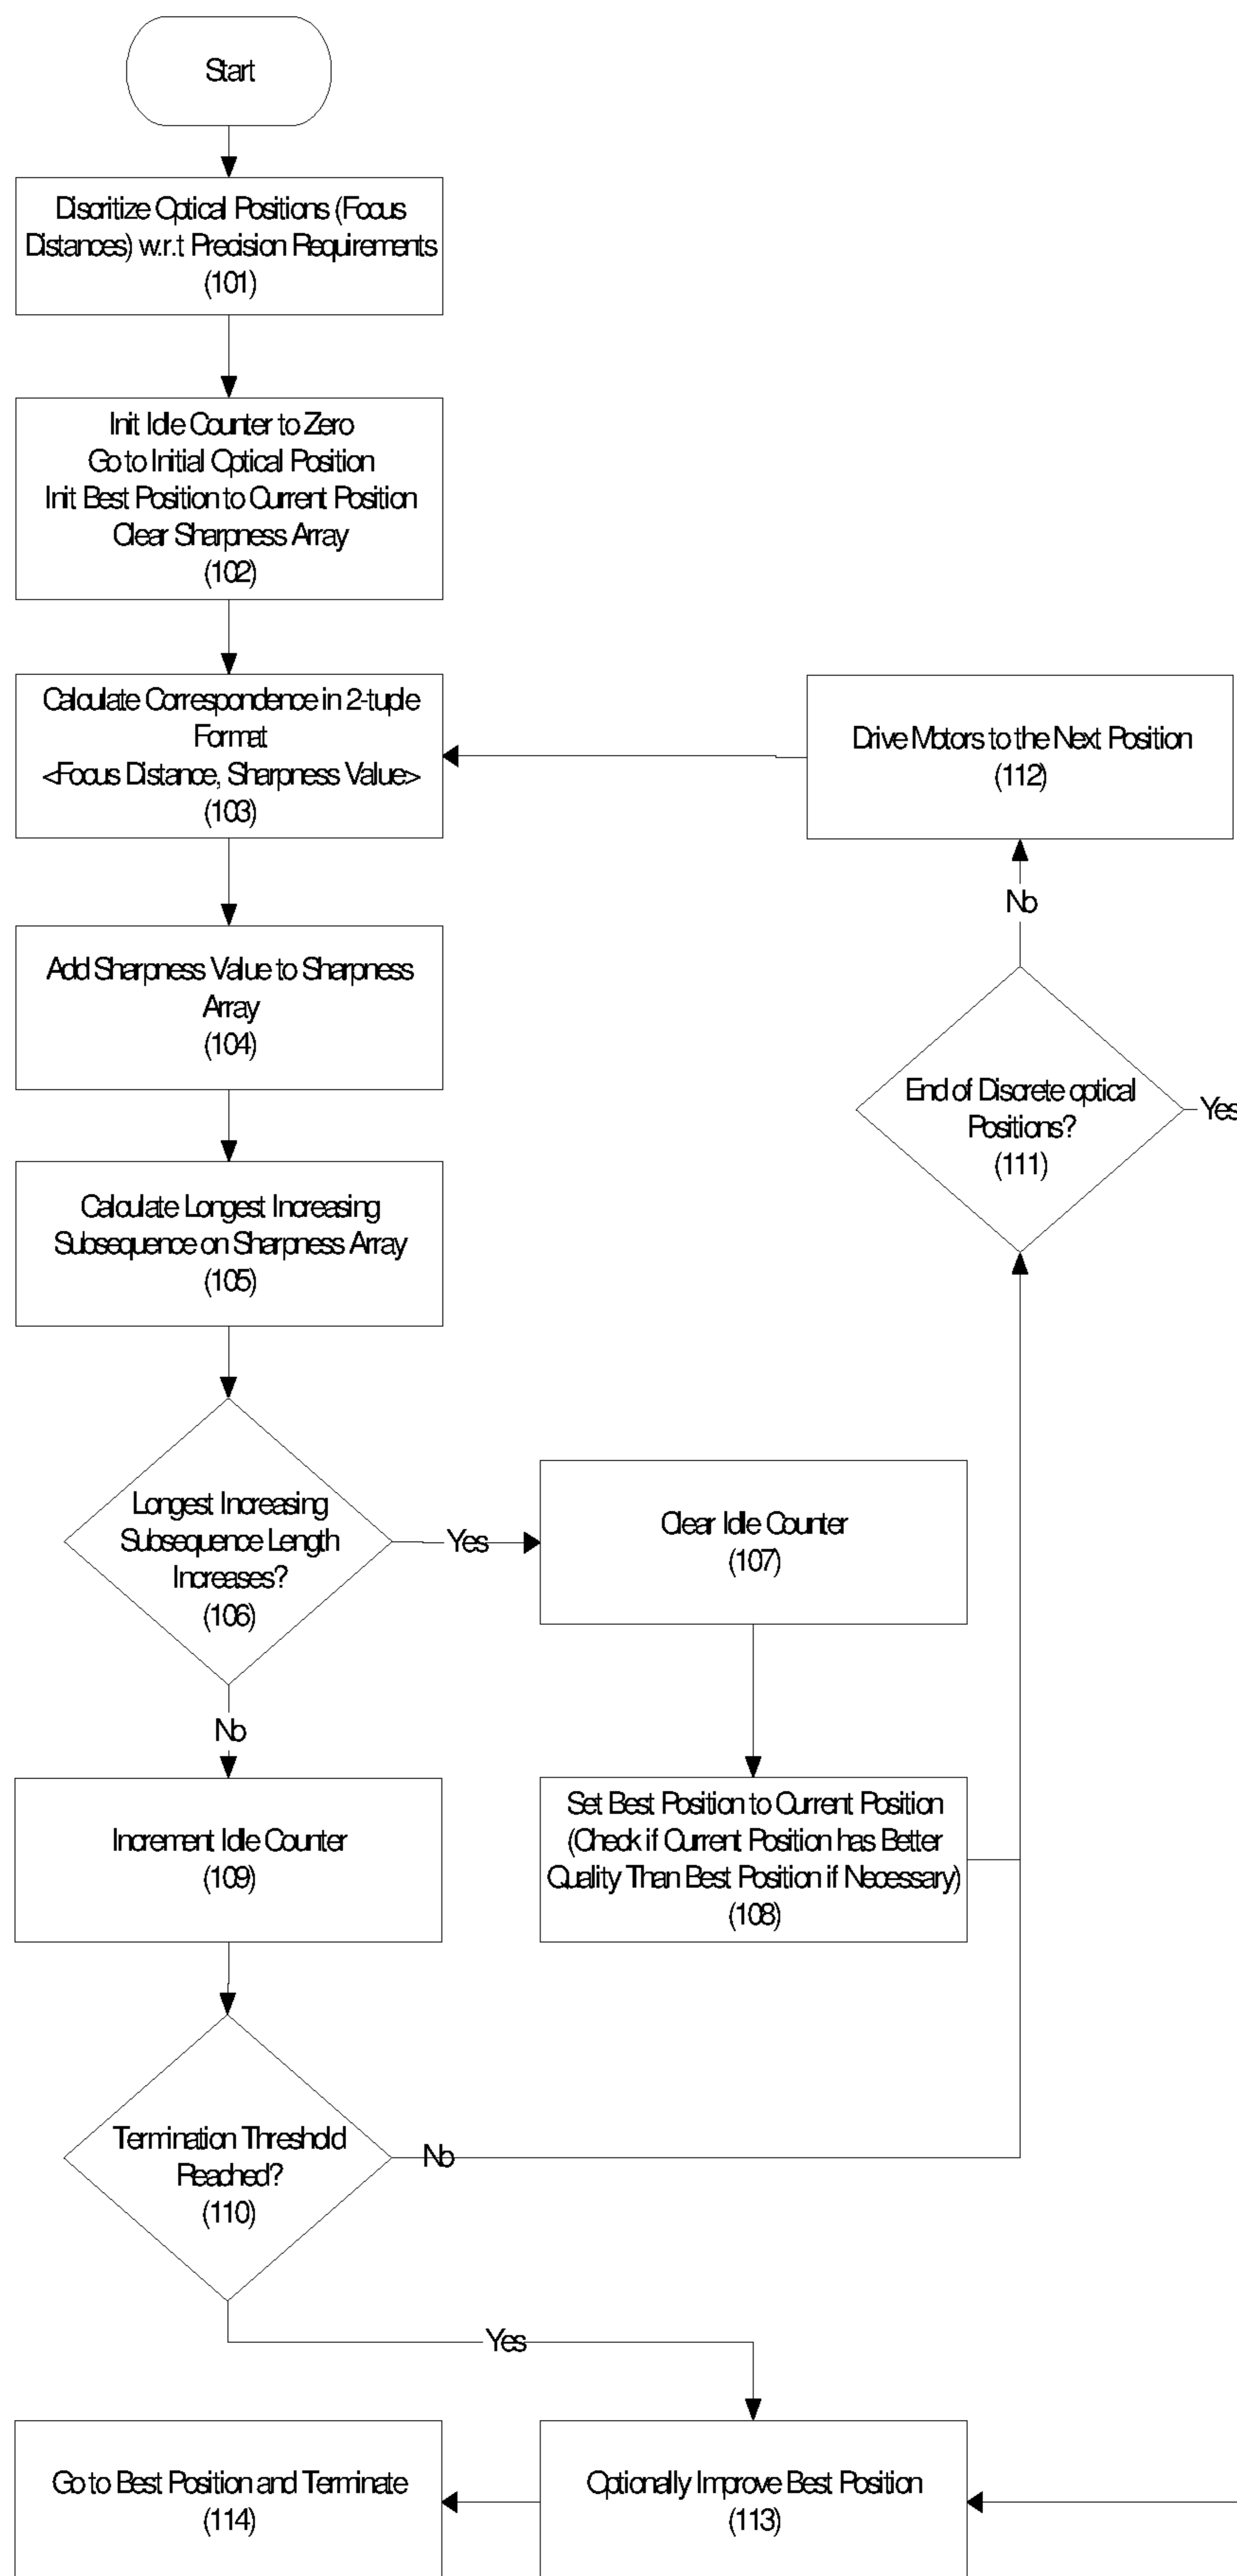 Start
Discritize Optical Positions (Focus
Distances) w.r.t Precision Requirements
(101)
Init Idle Counter to Zero
Go to Initial Optical Position
Init Best Position to Current Position
Clear Sharpness Array
(102)
Calculate Correspondence in 2-tuple
Format
<Focus Distance, Sharpness Value>
(103)
Drive Motors to the Next Position
(112)
No
Add Sharpness Value to Sharpness
Array
(104)
End of Discrete optical
Positions?
(111)
Yes
Calculate Longest Increasing
Subsequence on Sharpness Array
(105)
Longest Increasing
Subsequence Length
Increases?
(106)
Yes
Clear Idle Counter
(107)
No
Increment Idle Counter
(109)
Set Best Position to Current Position
(Check if Current Position has Better
Quality Than Best Position if Necessary)
(108)
Termination Threshold
Reached?
(110)
No
Yes
Go to Best Position and Terminate
(114)
Optionally Improve Best Position
(113)